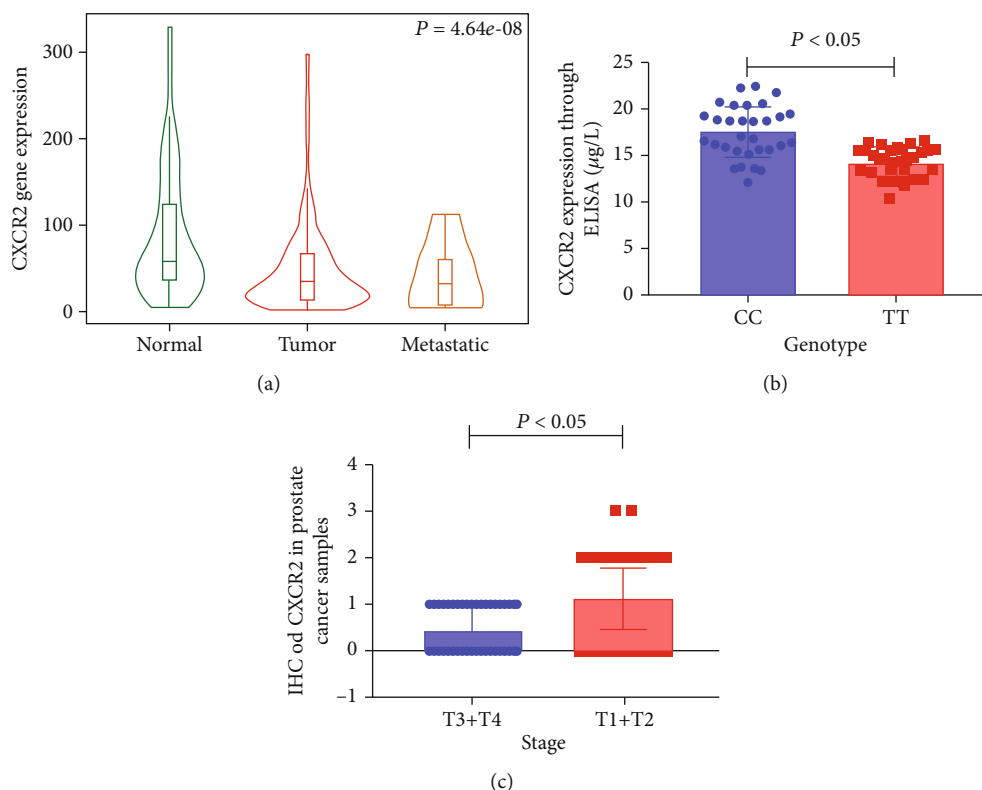 P = 4.64e-08
CXCR2 gene expression
300
200
100
0
Normal
Tumor
Metastatic
(a)
P < 0.05
CXCR2 expression through
ELISA (μg/L)
25
20
15
10
5
0
CC
TT
Genotype
(b)
P < 0.05
IHC od CXCR2 in prostate
cancer samples
4
3
2
1
0
–1
T3+T4
T1+T2
Stage
(c)